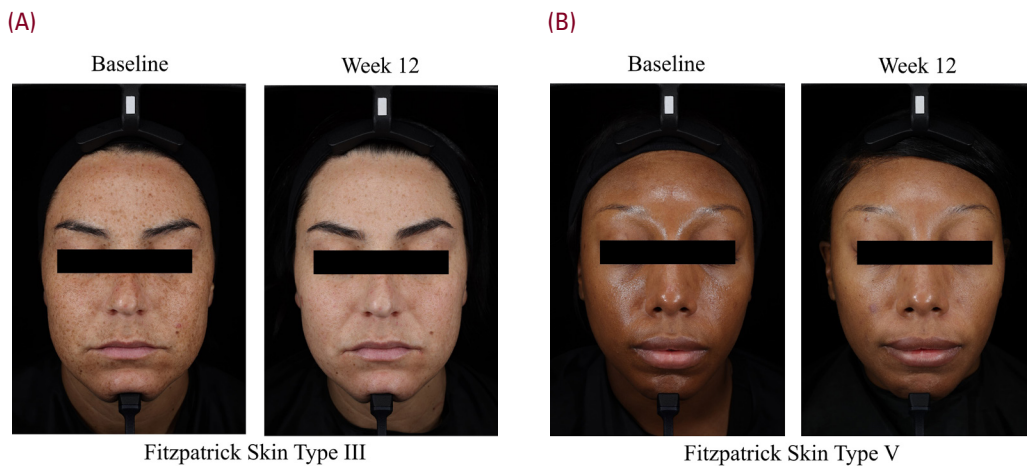 (A)
(B)
Baseline
Week 12
Baseline
Week 12
Fitzpatrick Skin Type III
Fitzpatrick Skin Type V